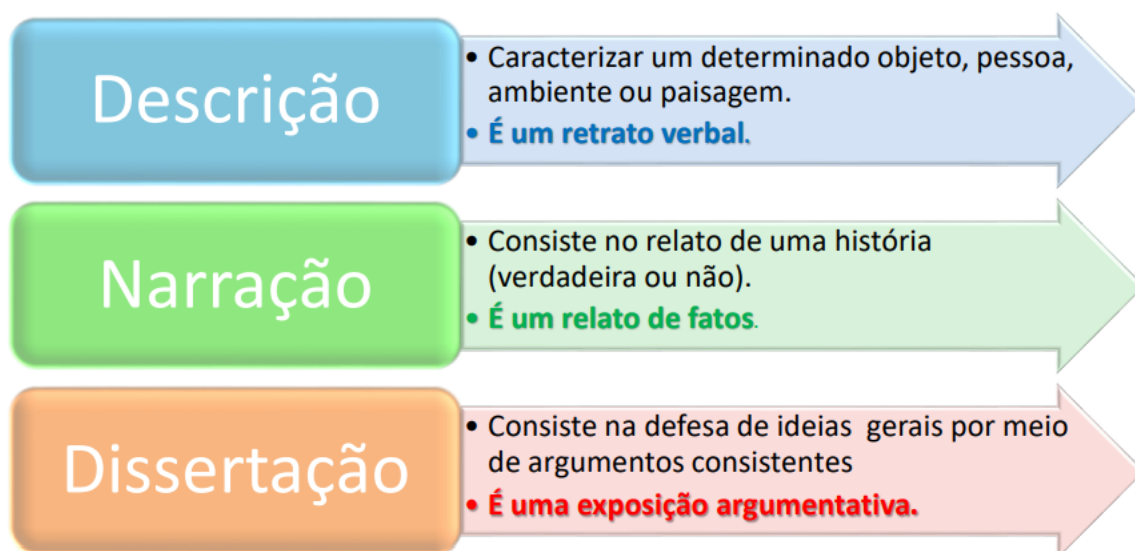 Descrição
• Caracterizar um determinado objeto, pessoa,
ambiente ou paisagem.
• É um retrato verbal.
Narração
• Consiste no relato de uma história
(verdadeira ou não).
• É um relato de fatos.
Dissertação
• Consiste na defesa de ideias  gerais por meio
de argumentos consistentes
• É uma exposição argumentativa.